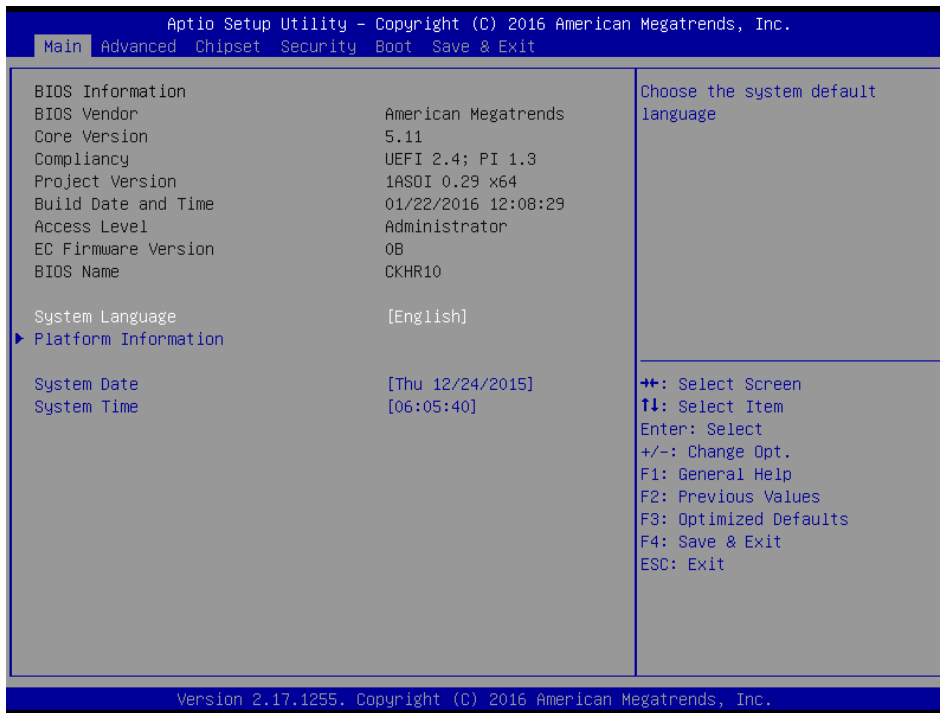 Aptio Setup Utility – Copyright (C) 2016 American Megatrends, Inc.
Main Advanced Chipset Security Boot Save & Exit
BIOS Information
BIOS Vendor American Megatrends
Core Version 5.11
Compliancy UEFI 2.4; PI 1.3
Project Version 1ASOI 0.29 x64
Build Date and Time 01/22/2016 12:08:29
Access Level Administrator
EC Firmware Version 0B
BIOS Name CKHR10
System Language [English]
▶ Platform Information
System Date [Thu 12/24/2015]
System Time [06:05:40]
Choose the system default
language
→←: Select Screen
↑↓: Select Item
Enter: Select
+/-: Change Opt.
F1: General Help
F2: Previous Values
F3: Optimized Defaults
F4: Save & Exit
ESC: Exit
Version 2.17.1255. Copyright (C) 2016 American Megatrends, Inc.